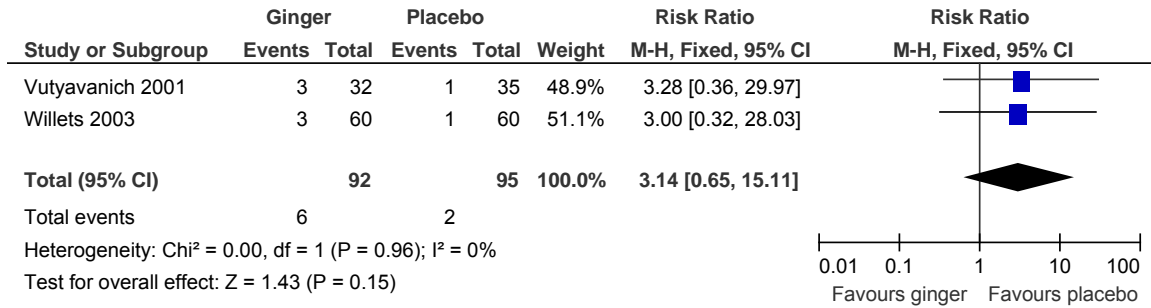 Ginger Placebo Risk Ratio Risk Ratio
Study or Subgroup Events Total Events Total Weight M-H, Fixed, 95% CI M-H, Fixed, 95% CI
Vutyavanich 2001 3 32 1 35 48.9% 3.28 [0.36, 29.97]
Willets 2003 3 60 1 60 51.1% 3.00 [0.32, 28.03]
Total (95% CI) 92 95 100.0% 3.14 [0.65, 15.11]
Total events 6 2
Heterogeneity: Chi² = 0.00, df = 1 (P = 0.96); I² = 0%
Test for overall effect: Z = 1.43 (P = 0.15)
0.01 0.1 1 10 100
Favours ginger Favours placebo